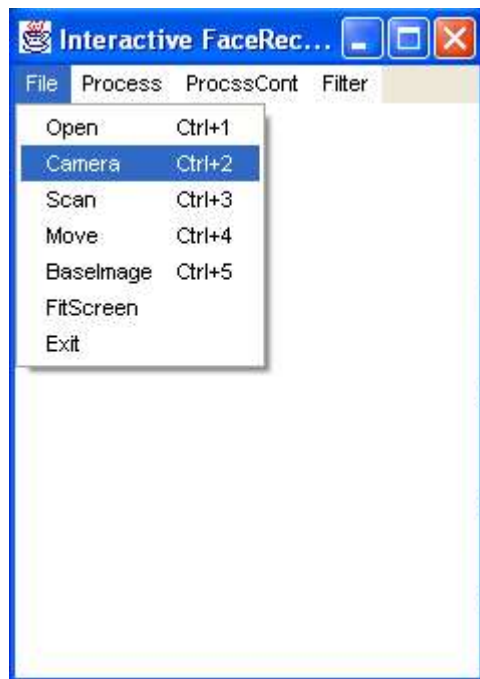 Interactive FaceRec...
File Process ProcssCont Filter
Open Ctrl+1
Camera Ctrl+2
Scan Ctrl+3
Move Ctrl+4
BaseImage Ctrl+5
FitScreen
Exit